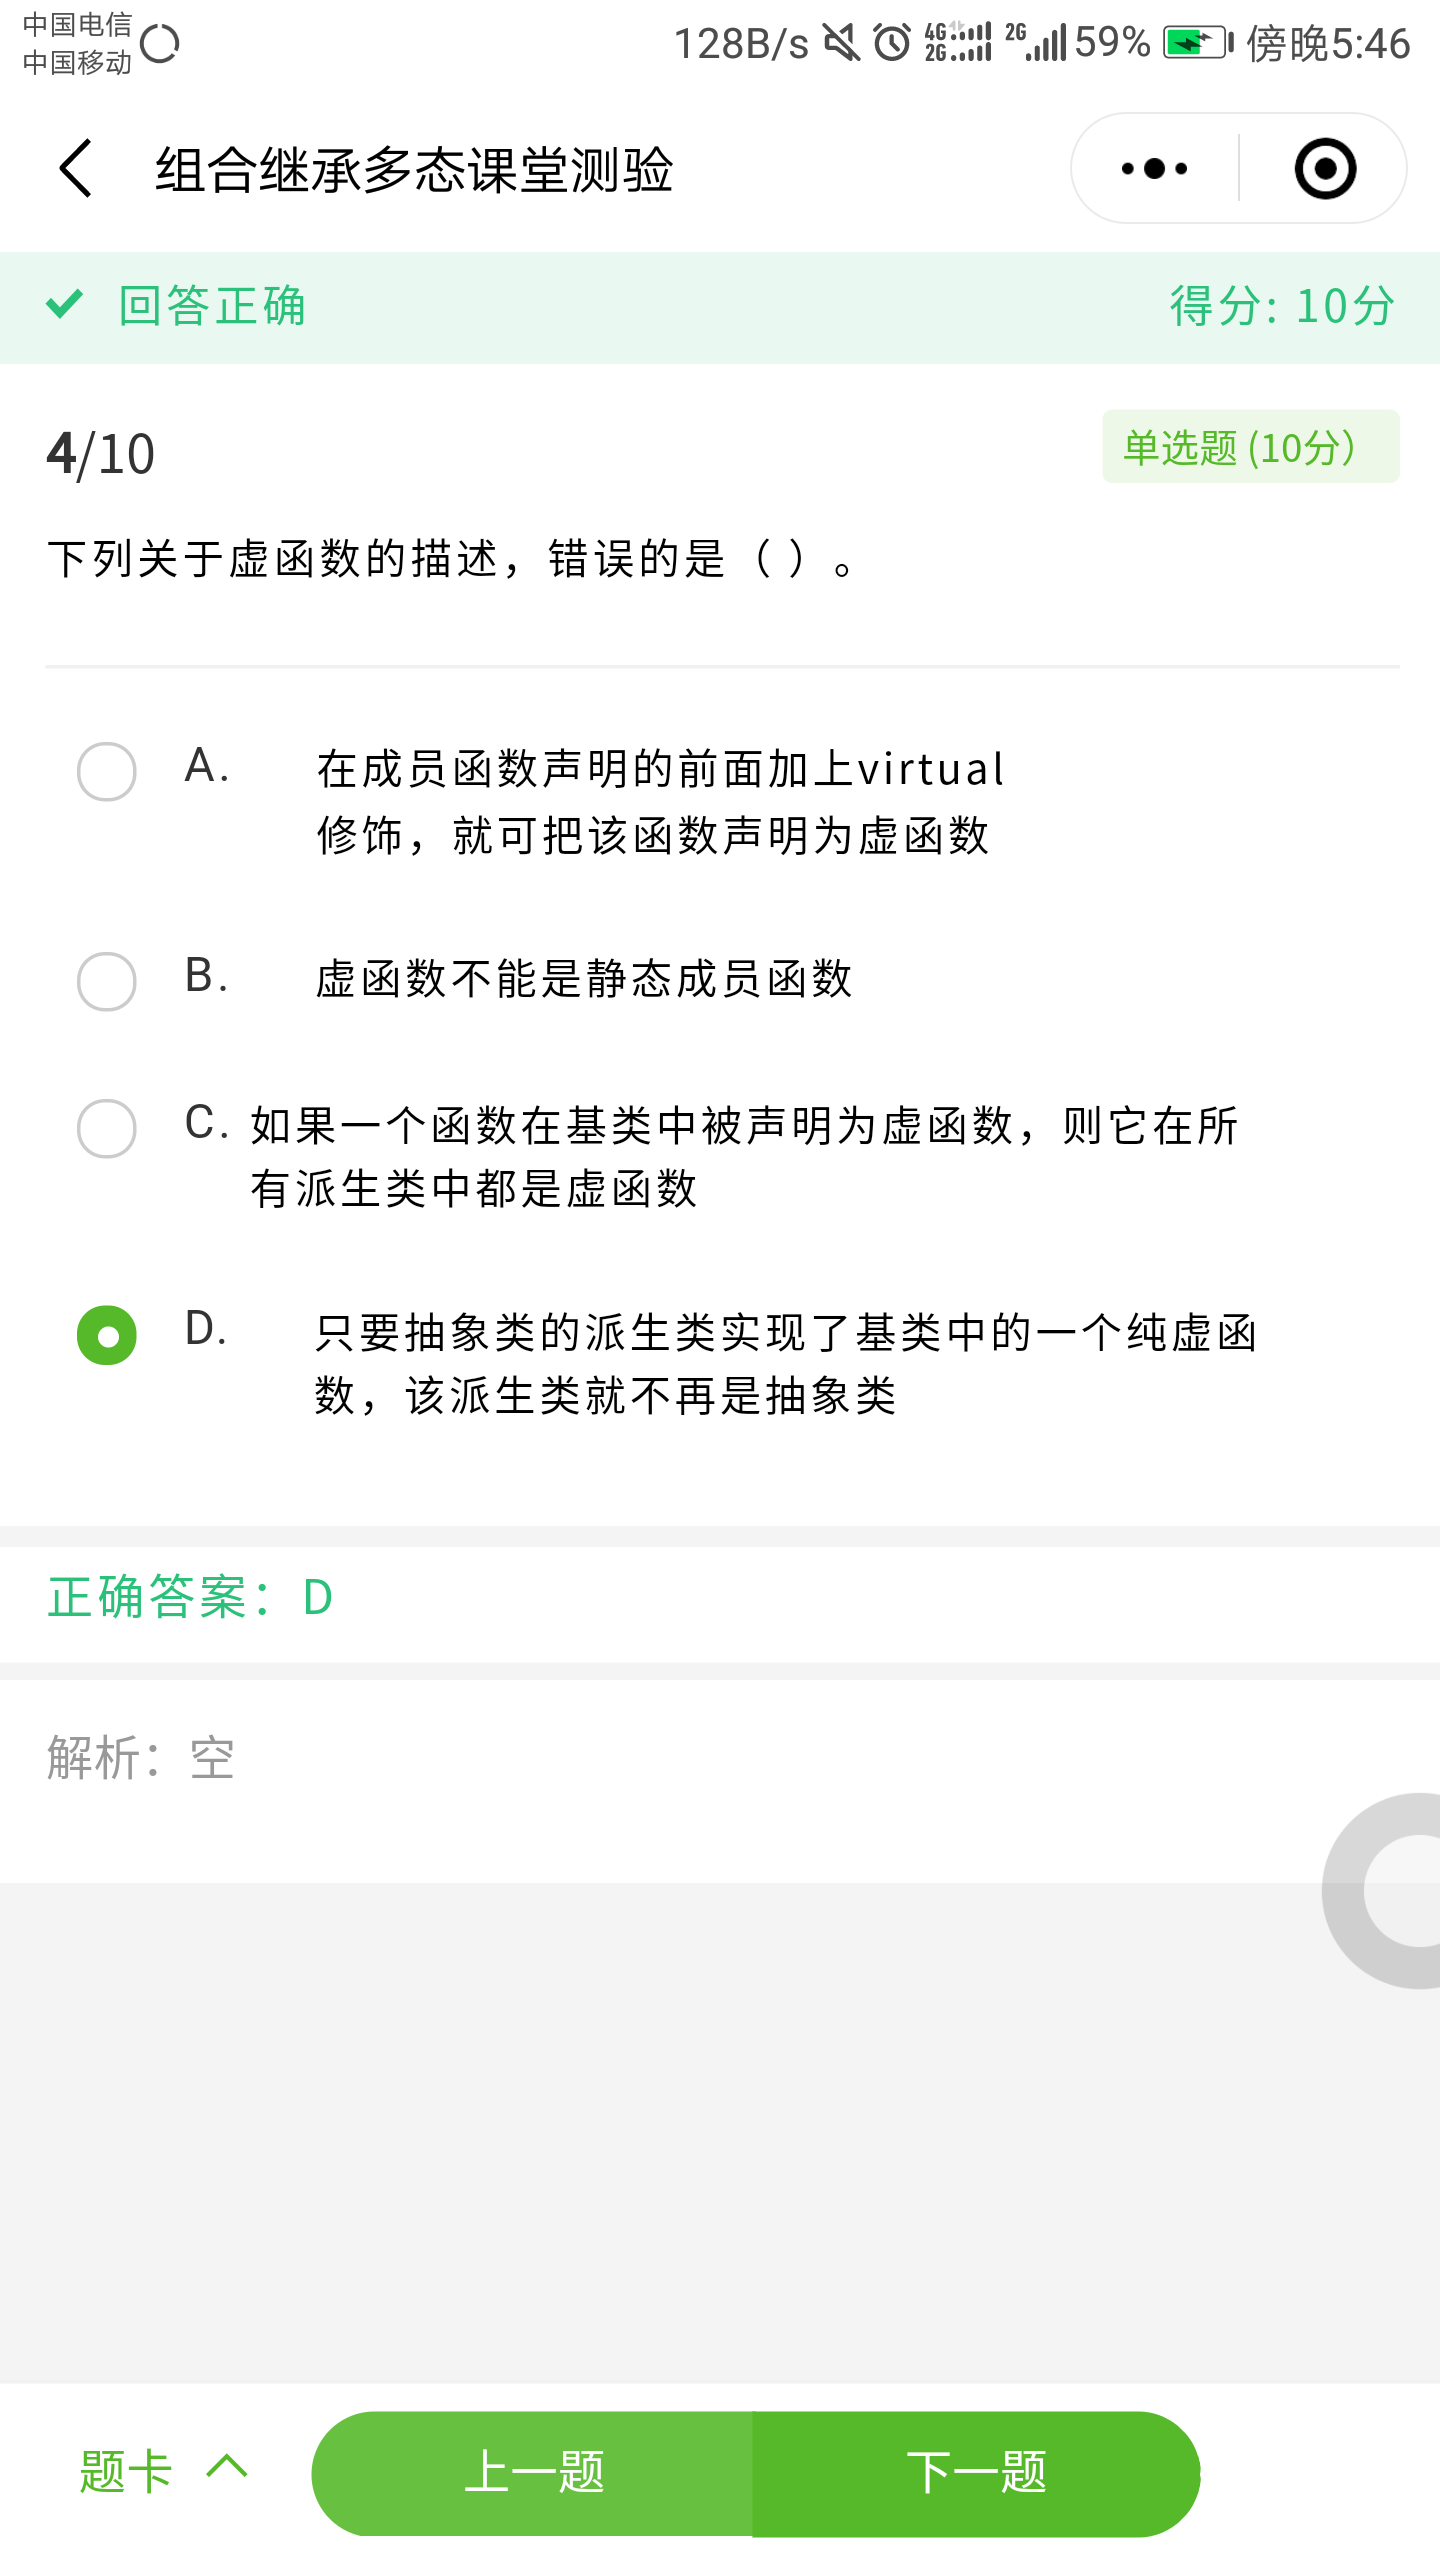 中国电信
中国移动
128B/s 4G 2G 2G 59% 傍晚5:46
组合继承多态课堂测验
回答正确 得分: 10分
4/10 单选题 (10分）
下列关于虚函数的描述，错误的是（ ）。
A. 在成员函数声明的前面加上virtual
修饰，就可把该函数声明为虚函数
B. 虚函数不能是静态成员函数
C. 如果一个函数在基类中被声明为虚函数，则它在所
有派生类中都是虚函数
D. 只要抽象类的派生类实现了基类中的一个纯虚函
数，该派生类就不再是抽象类
正确答案：D
解析：空
题卡 上一题 下一题